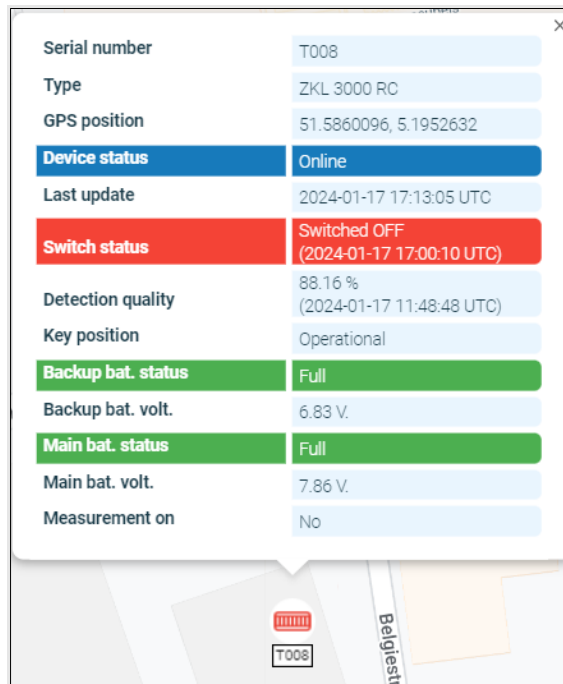 Serial number T008
Type ZKL 3000 RC
GPS position 51.5860096, 5.1952632
Device status Online
Last update 2024-01-17 17:13:05 UTC
Switch status Switched OFF
(2024-01-17 17:00:10 UTC)
Detection quality 88.16 %
(2024-01-17 11:48:48 UTC)
Key position Operational
Backup bat. status Full
Backup bat. volt. 6.83 V.
Main bat. status Full
Main bat. volt. 7.86 V.
Measurement on No
T008
Belgiestr